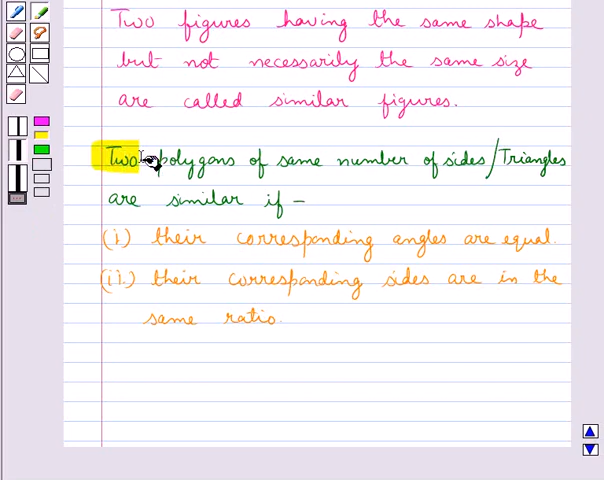 Two figures having the same shape
but not necessarily the same size
are called similar figures.
Two polygons of same number of sides/Triangles
are similar if -
(i) their corresponding angles are equal.
(ii) their corresponding sides are in the
same ratio.